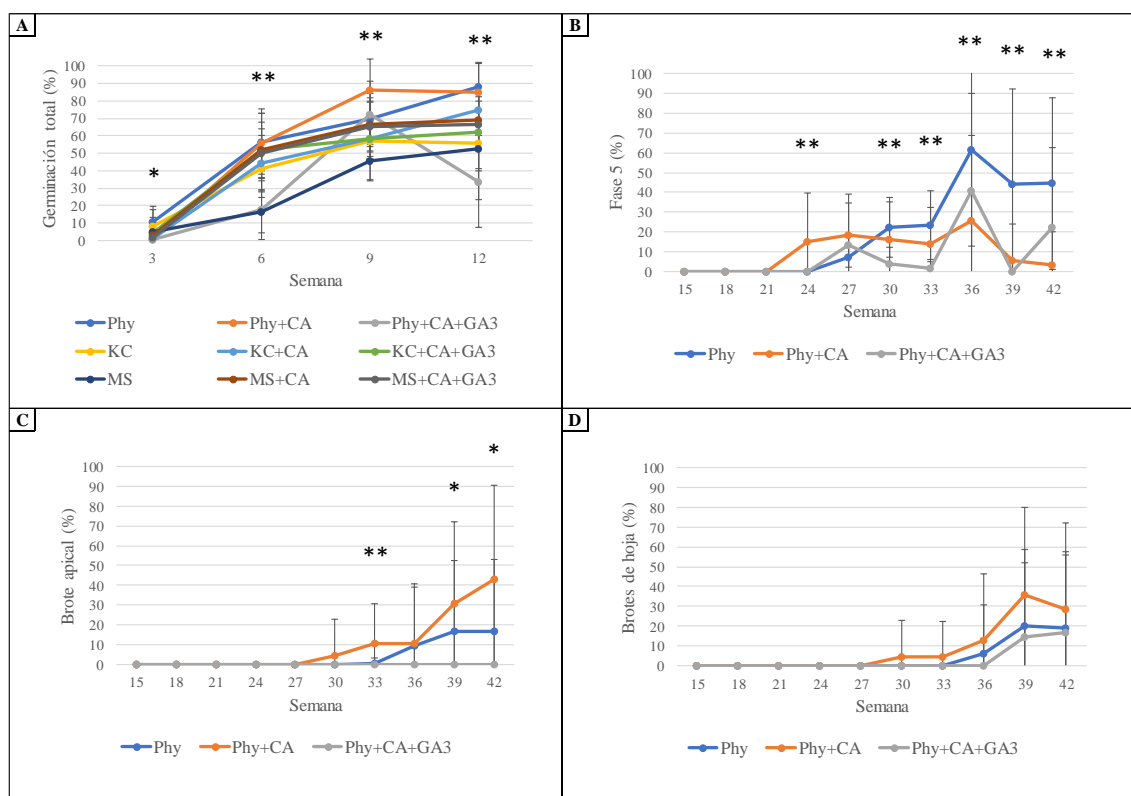 A
** **
**
*
Germinación total (%)
100
90
80
70
60
50
40
30
20
10
0
3 6 9 12
Semana
Phy Phy+CA Phy+CA+GA3
KC KC+CA KC+CA+GA3
MS MS+CA MS+CA+GA3
B
** ** **
** ** **
Fase 5 (%)
100
90
80
70
60
50
40
30
20
10
0
15 18 21 24 27 30 33 36 39 42
Semana
Phy Phy+CA Phy+CA+GA3
C
*
*
**
Brote apical (%)
100
90
80
70
60
50
40
30
20
10
0
15 18 21 24 27 30 33 36 39 42
Semana
Phy Phy+CA Phy+CA+GA3
D
Brotes de hoja (%)
100
90
80
70
60
50
40
30
20
10
0
15 18 21 24 27 30 33 36 39 42
Semana
Phy Phy+CA Phy+CA+GA3